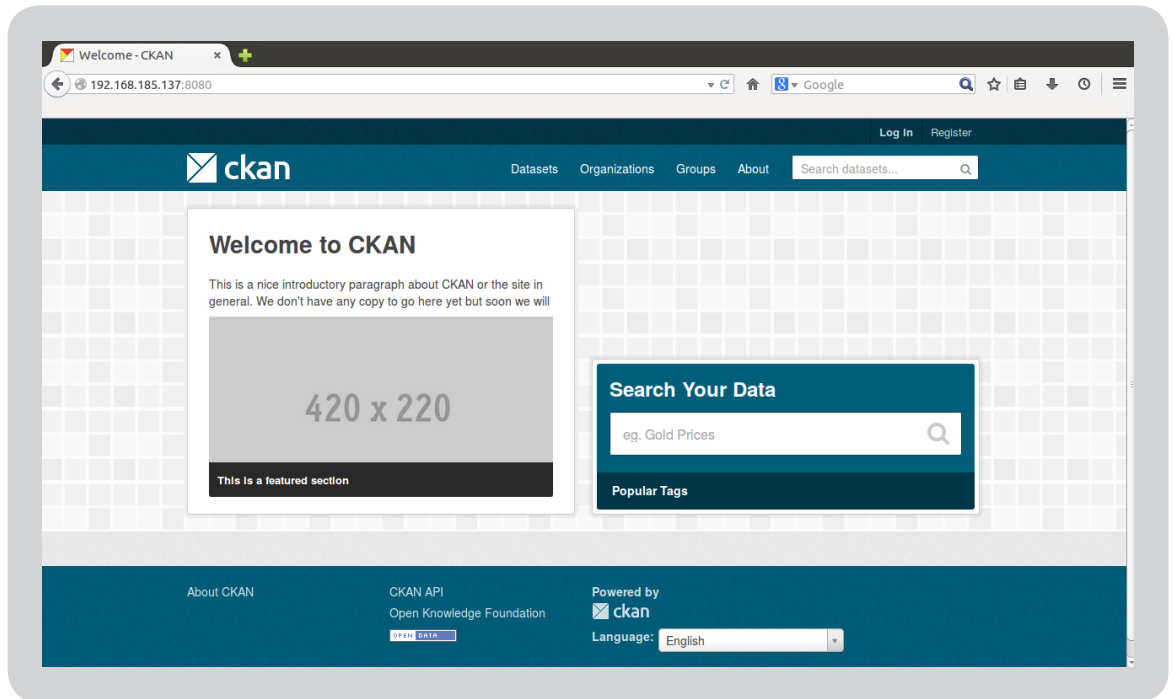 Welcome - CKAN
192.168.185.137:8080
Google
Log In Register
ckan
Datasets Organizations Groups About Search datasets...
Welcome to CKAN
This is a nice introductory paragraph about CKAN or the site in
general. We don't have any copy to go here yet but soon we will
420 x 220
This is a featured section
Search Your Data
eg. Gold Prices
Popular Tags
About CKAN
CKAN API
Open Knowledge Foundation
OPEN DATA
Powered by
ckan
Language: English